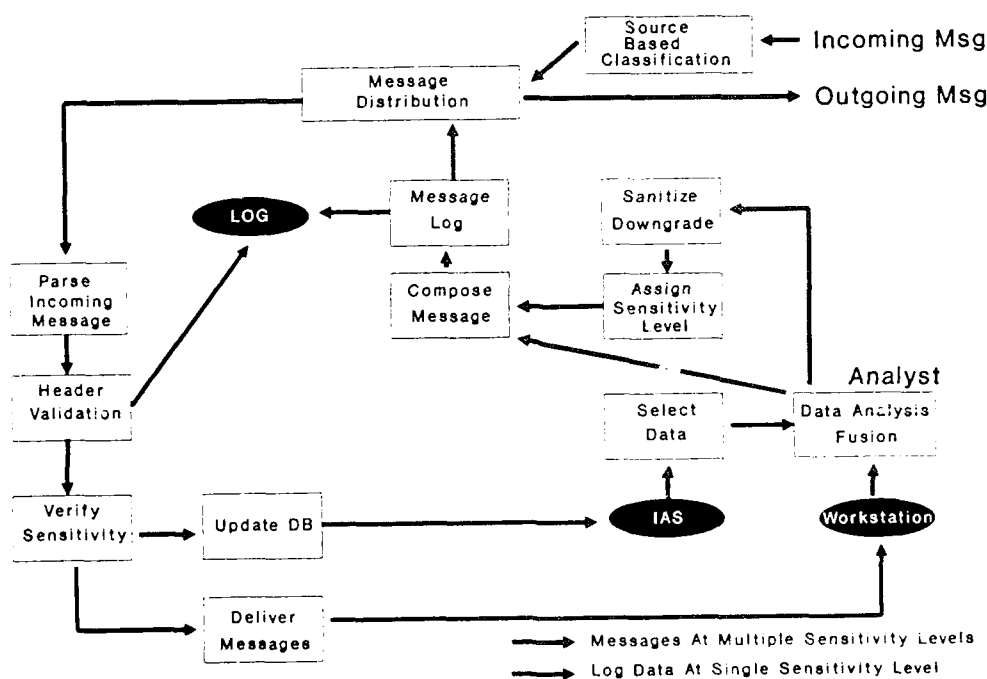 Source
Based
Classification
Incoming Msg
Message
Distribution
Outgoing Msg
LOG
Message
Log
Sanitize
Downgrade
Parse
Incoming
Message
Compose
Message
Assign
Sensitivity
Level
Header
Validation
Analyst
Select
Data
Data Analysis
Fusion
Verify
Sensitivity
Update DB
IAS
Workstation
Deliver
Messages
Messages At Multiple Sensitivity Levels
Log Data At Single Sensitivity Level